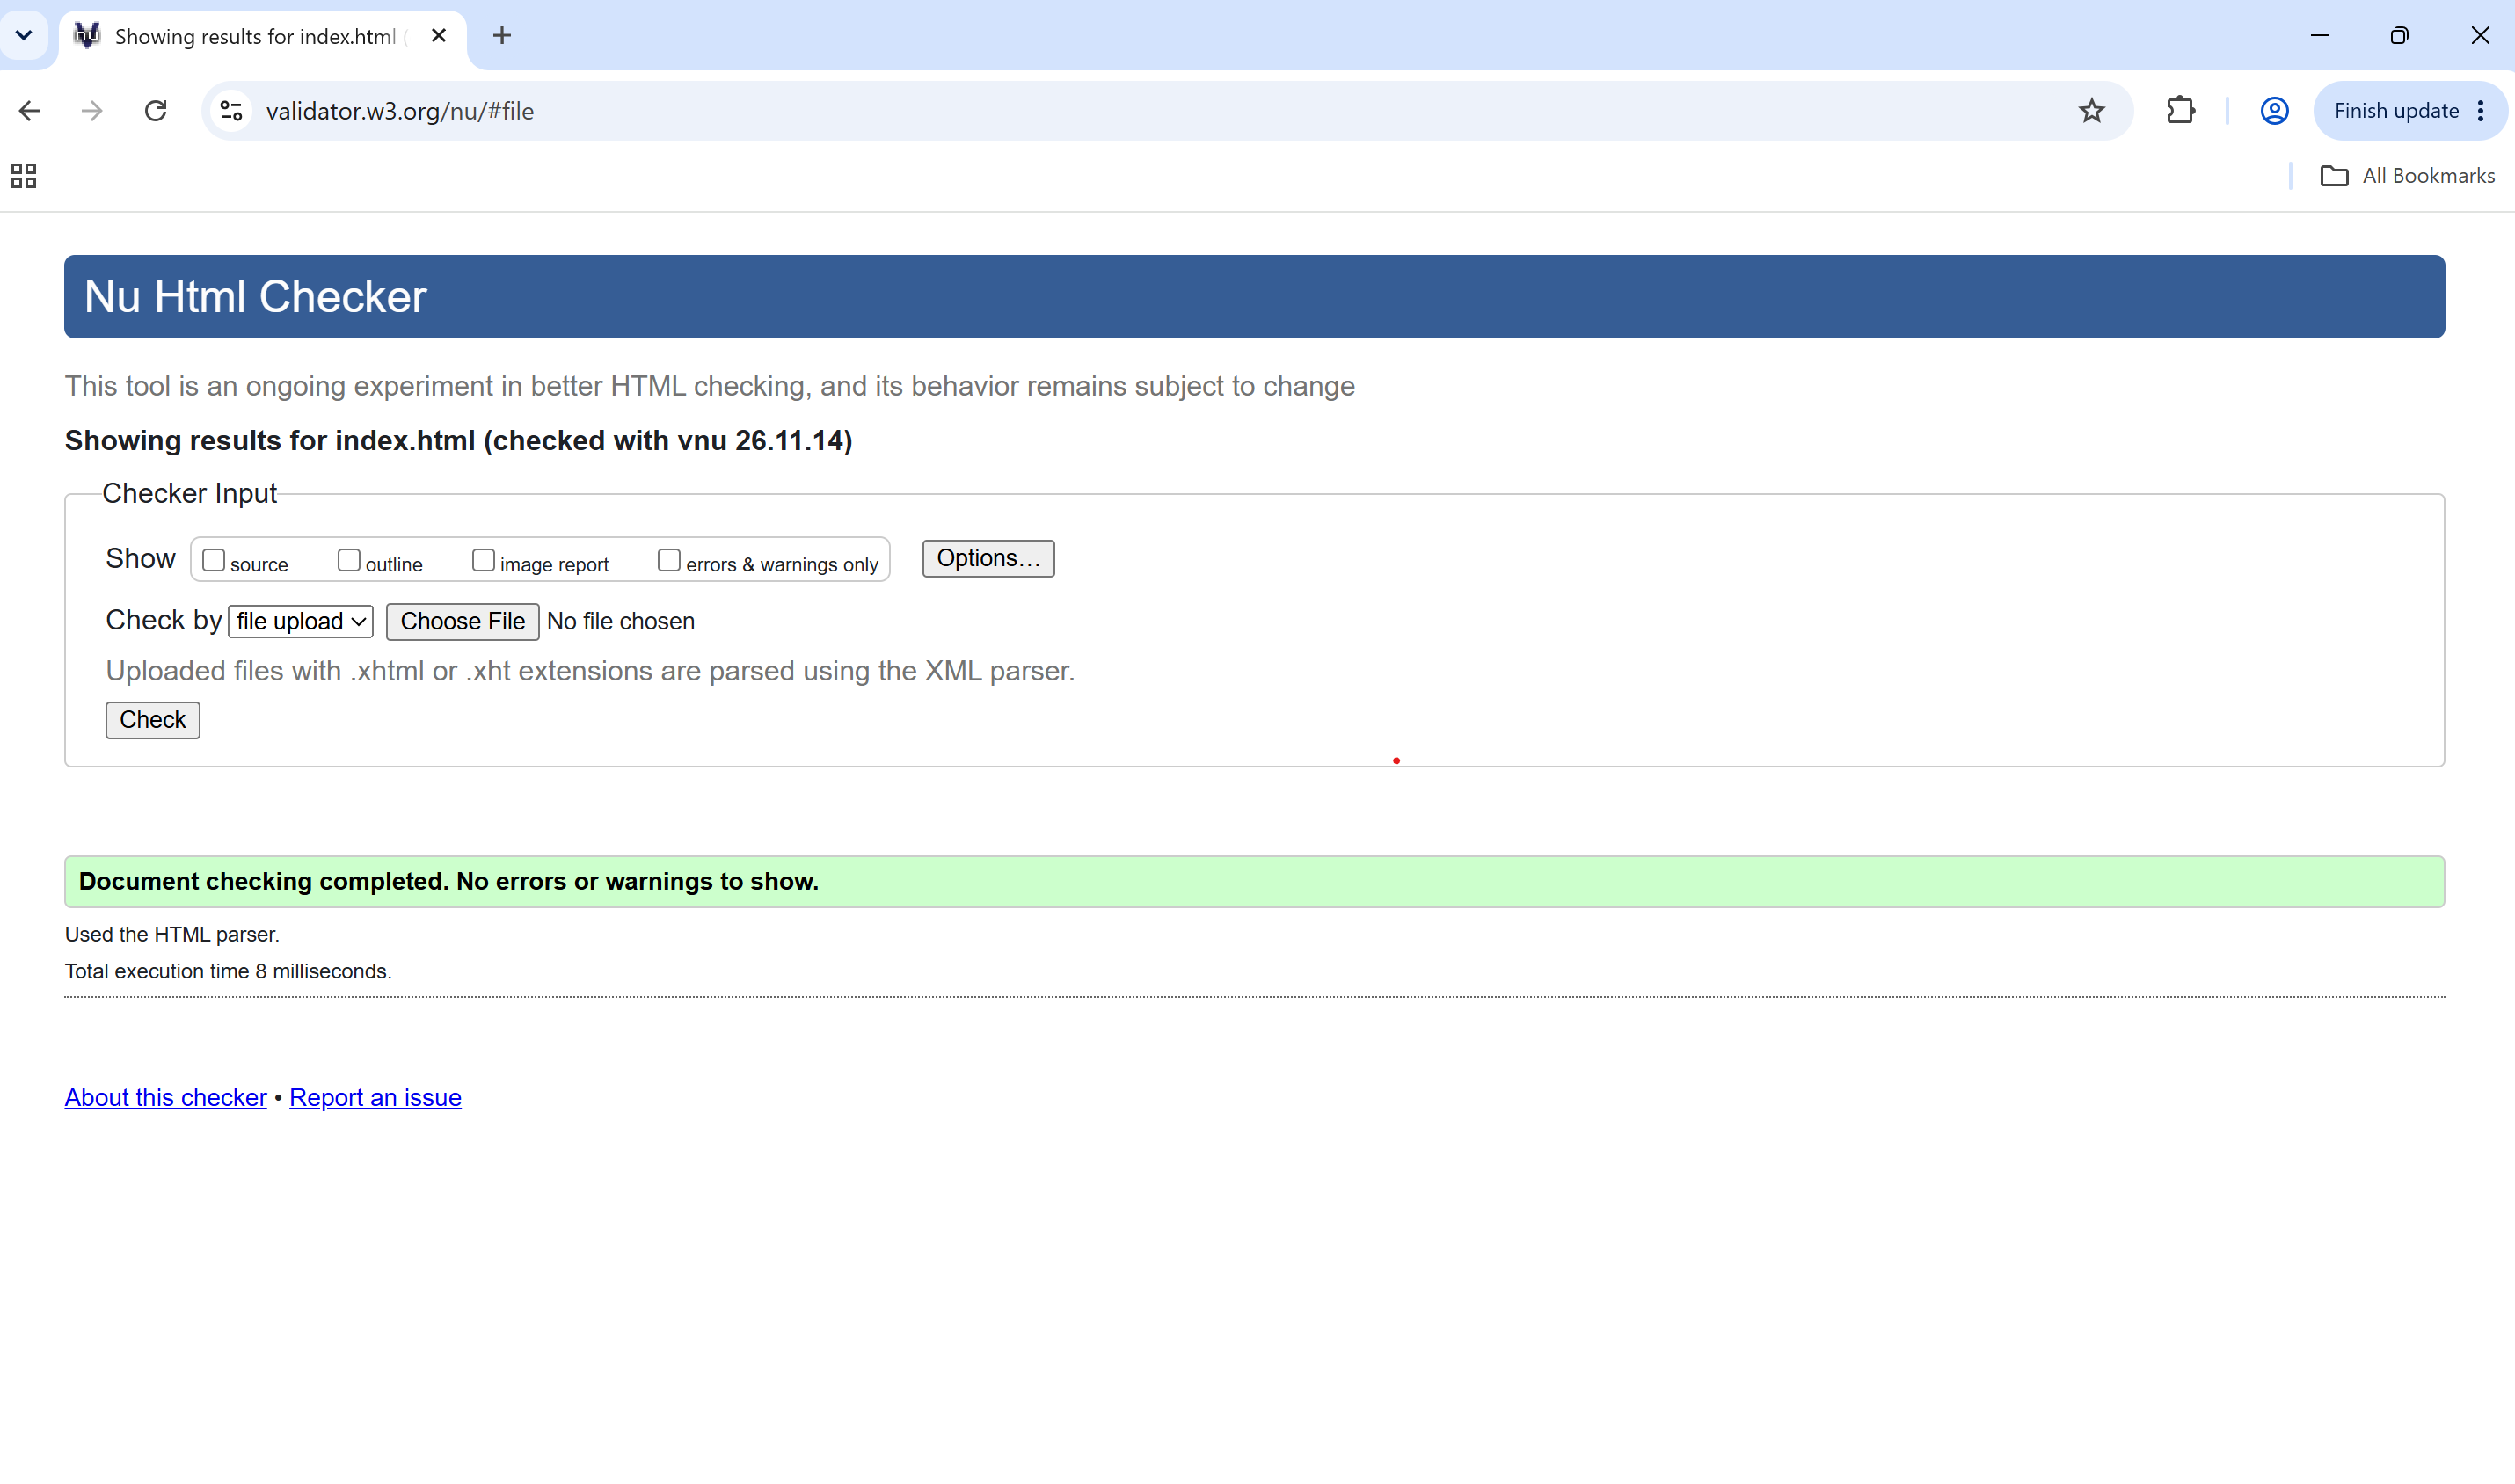 Showing results for index.html (
validator.w3.org/nu/#file
Finish update
All Bookmarks
Nu Html Checker
This tool is an ongoing experiment in better HTML checking, and its behavior remains subject to change
Showing results for index.html (checked with vnu 26.11.14)
Checker Input
Show source outline image report errors & warnings only Options…
Check by file upload Choose File No file chosen
Uploaded files with .xhtml or .xht extensions are parsed using the XML parser.
Check
Document checking completed. No errors or warnings to show.
Used the HTML parser.
Total execution time 8 milliseconds.
About this checker • Report an issue